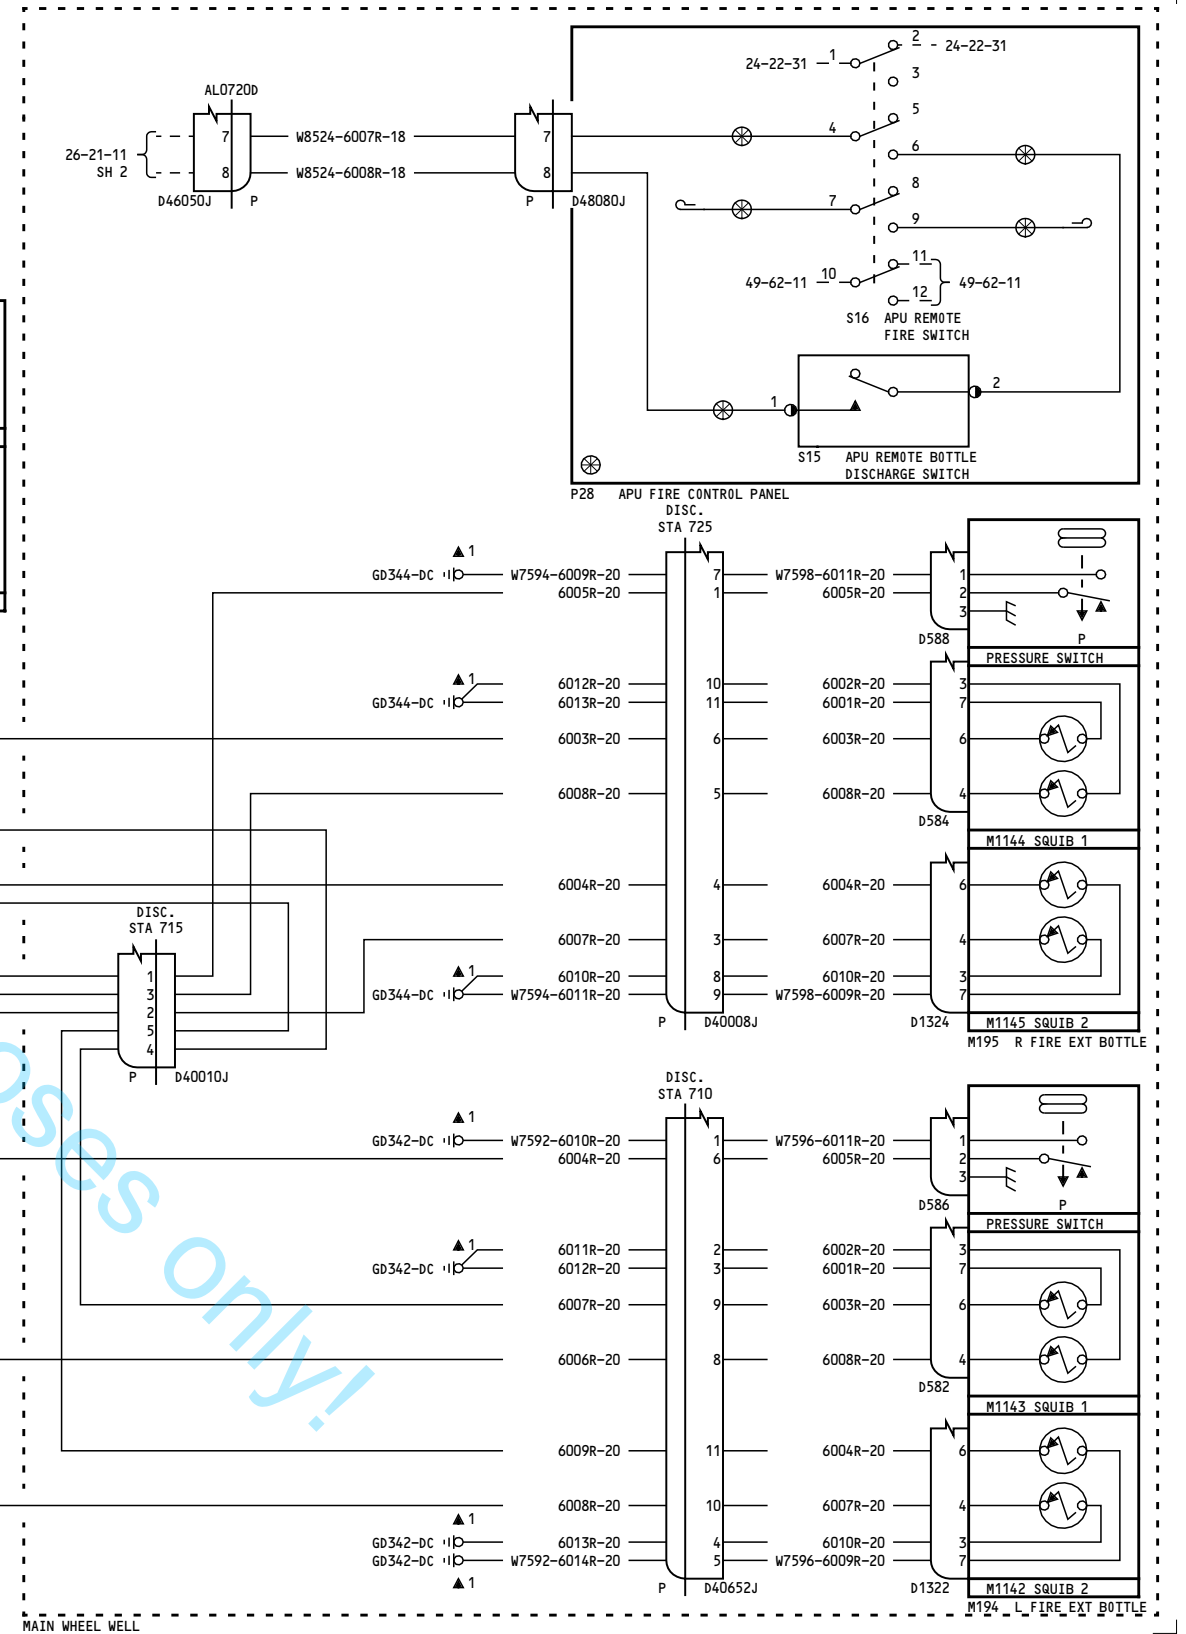 24-22-31 1 2 24-22-31
3
AL0720D
7 W8524-6007R-18 7 4 5
26-21-11
SH 2
8 W8524-6008R-18 8 6
D46050J P P D48080J
7 8
9
49-62-11 10 11 49-62-11
12
S16 APU REMOTE
FIRE SWITCH
1 2
S15 APU REMOTE BOTTLE
DISCHARGE SWITCH
P28 APU FIRE CONTROL PANEL
DISC.
STA 725
1
GD344-DC W7594-6009R-20 7 W7598-6011R-20 1
6005R-20 1 6005R-20 2
3
D588 P
PRESSURE SWITCH
1
6012R-20 10 6002R-20 3
GD344-DC 6013R-20 11 6001R-20 7
6003R-20 6 6003R-20 6
6008R-20 5 6008R-20 4
D584
M1144 SQUIB 1
6004R-20 4 6004R-20 6
DISC.
STA 715
6007R-20 3 6007R-20 4
1
1 6010R-20 8 6010R-20 3
3 GD344-DC W7594-6011R-20 9 W7598-6009R-20 7
2
P D40008J D1324 M1145 SQUIB 2
5
M195 R FIRE EXT BOTTLE
4
P D40010J
DISC.
STA 710
1
GD342-DC W7592-6010R-20 1 W7596-6011R-20 1
6004R-20 6 6005R-20 2
3
D586 P
PRESSURE SWITCH
1
6011R-20 2 6002R-20 3
GD342-DC 6012R-20 3 6001R-20 7
6007R-20 9 6003R-20 6
6006R-20 8 6008R-20 4
D582
M1143 SQUIB 1
6009R-20 11 6004R-20 6
6008R-20 10 6007R-20 4
1
GD342-DC 6013R-20 4 6010R-20 3
GD342-DC W7592-6014R-20 5 W7596-6009R-20 7
1
P D40652J D1322 M1142 SQUIB 2
M194 L FIRE EXT BOTTLE
MAIN WHEEL WELL
oses only!